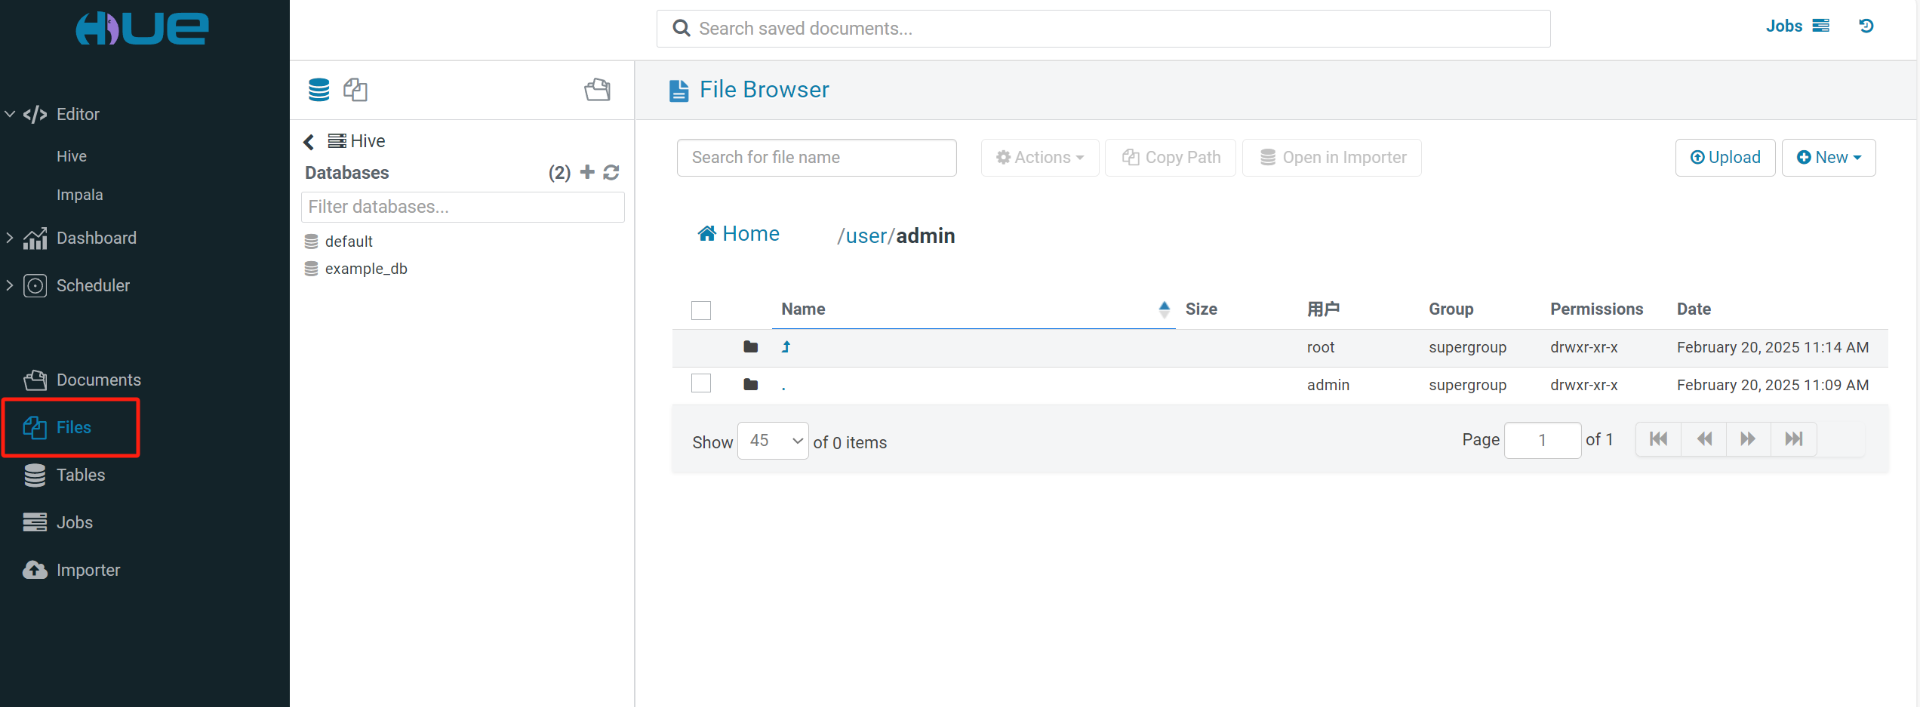 HUE
Search saved documents...
Jobs
Editor
Hive
Impala
Dashboard
Scheduler
Documents
Files
Tables
Jobs
Importer
Hive
Databases (2)
Filter databases...
default
example_db
File Browser
Search for file name
Actions
Copy Path
Open in Importer
Upload
New
Home /user/admin
Name Size 用户 Group Permissions Date
root supergroup drwxr-xr-x February 20, 2025 11:14 AM
. admin supergroup drwxr-xr-x February 20, 2025 11:09 AM
Show 45 of 0 items
Page 1 of 1